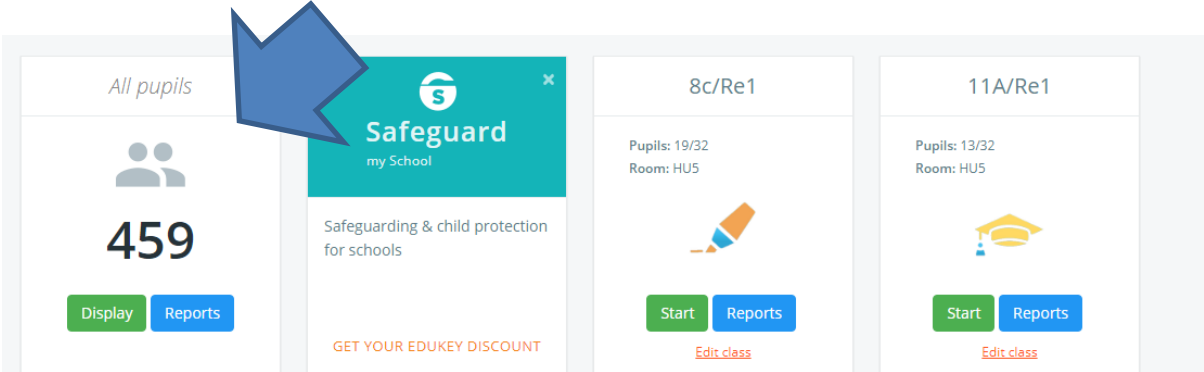 All pupils
459
Display Reports
S
Safeguard
my School
×
Safeguarding & child protection
for schools
GET YOUR EDUKEY DISCOUNT
8c/Re1
Pupils: 19/32
Room: HU5
Start Reports
Edit class
11A/Re1
Pupils: 13/32
Room: HU5
Start Reports
Edit class